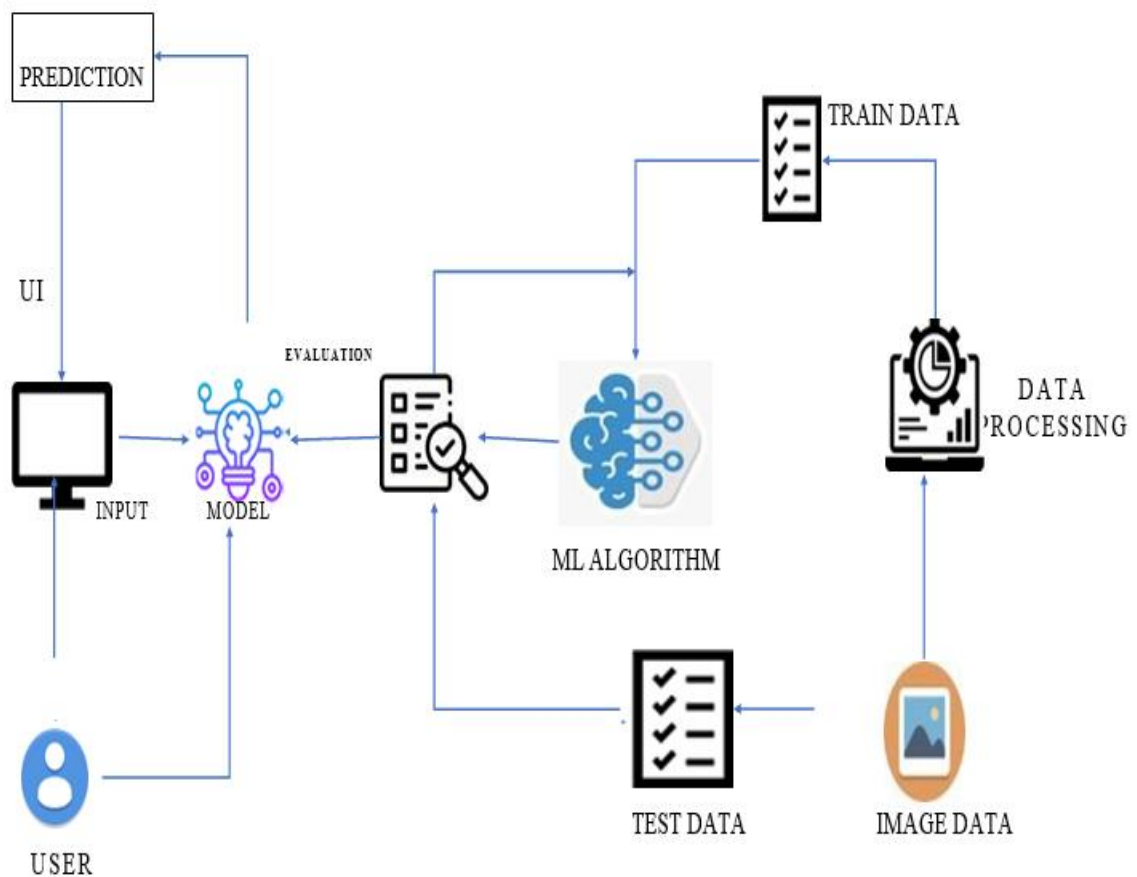 PREDICTION
TRAIN DATA
UI
EVALUATION
DATA
PROCESSING
INPUT
MODEL
ML ALGORITHM
TEST DATA
IMAGE DATA
USER